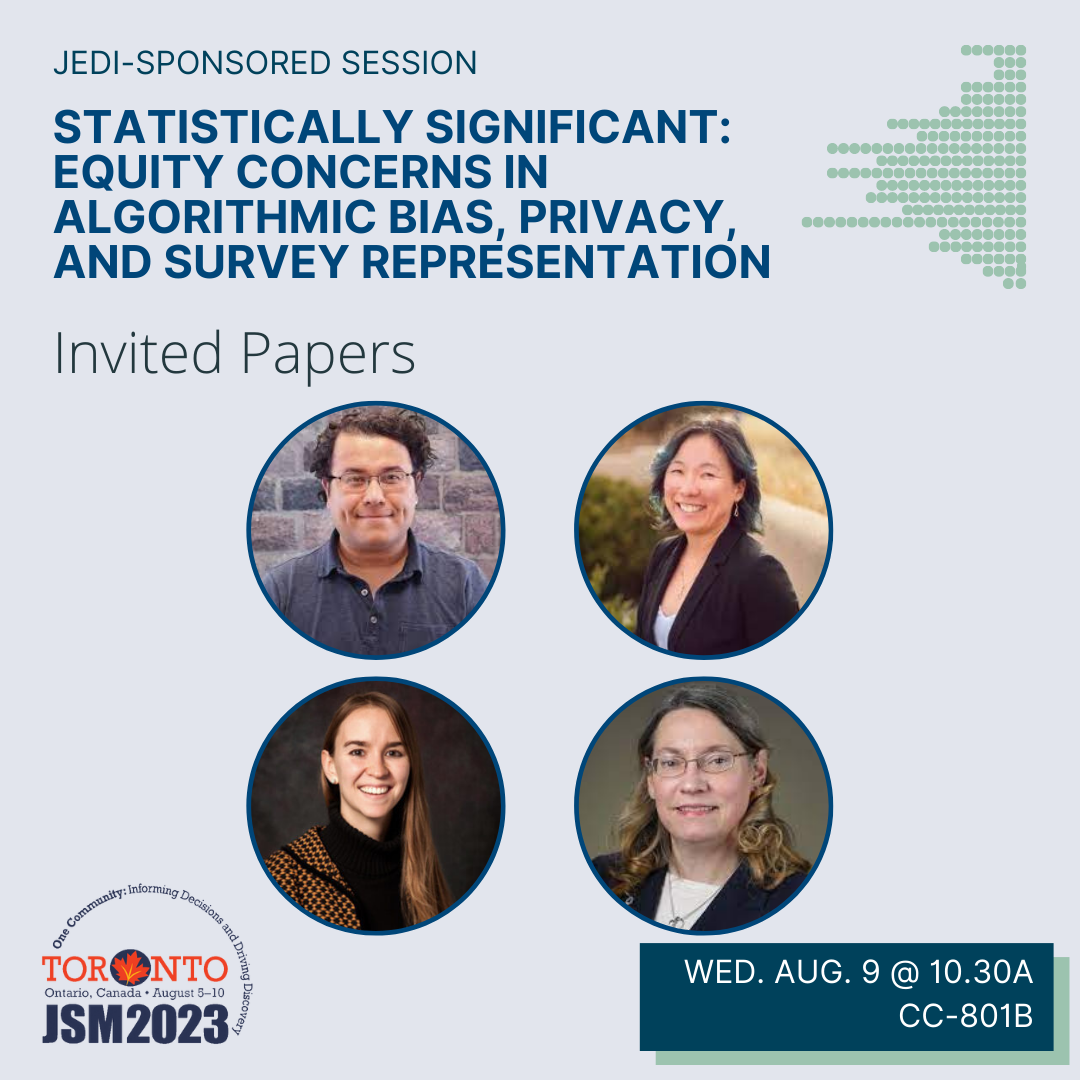 JEDI-SPONSORED SESSION
STATISTICALLY SIGNIFICANT:
EQUITY CONCERNS IN
ALGORITHMIC BIAS, PRIVACY,
AND SURVEY REPRESENTATION
Invited Papers
One Community: Informing Decisions and Driving Discovery
TORONTO
Ontario, Canada • August 5–10
JSM2023
WED. AUG. 9 @ 10.30A
CC-801B